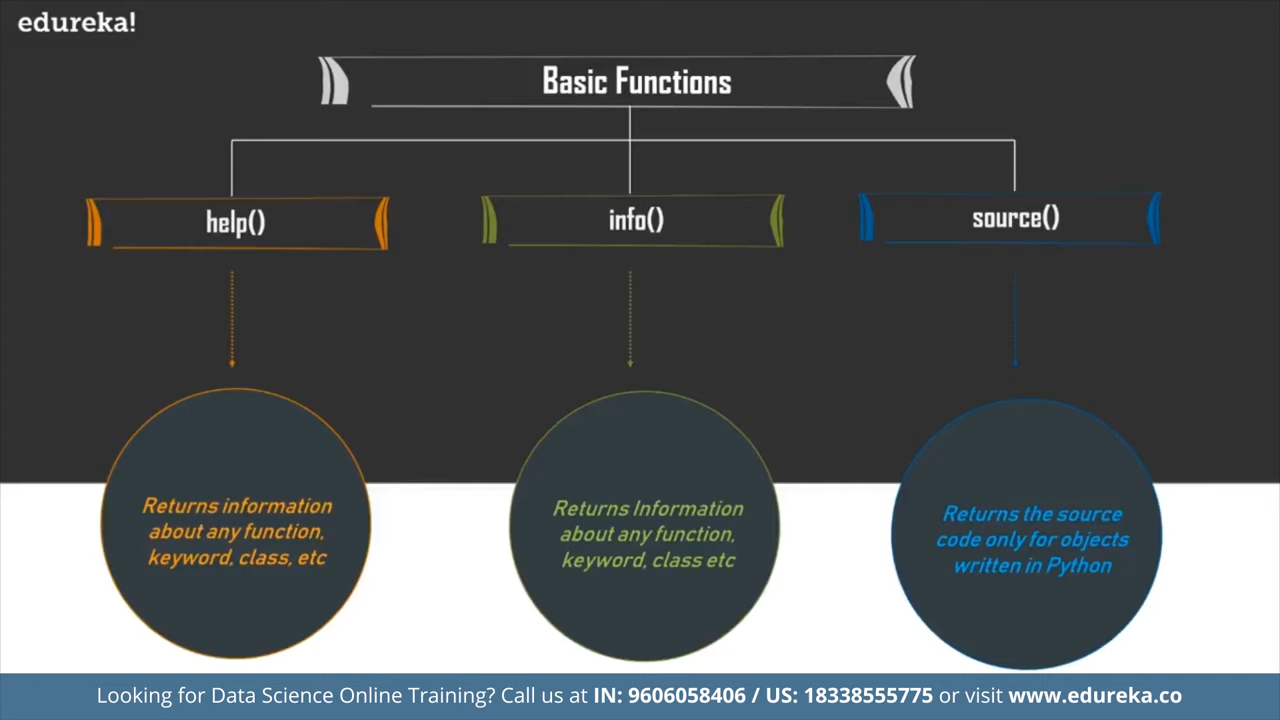 edureka!
Basic Functions
help()
info()
source()
Returns information
about any function,
keyword, class, etc
Returns Information
about any function,
keyword, class etc
Returns the source
code only for objects
written in Python
Looking for Data Science Online Training? Call us at IN: 9606058406 / US: 18338555775 or visit www.edureka.co